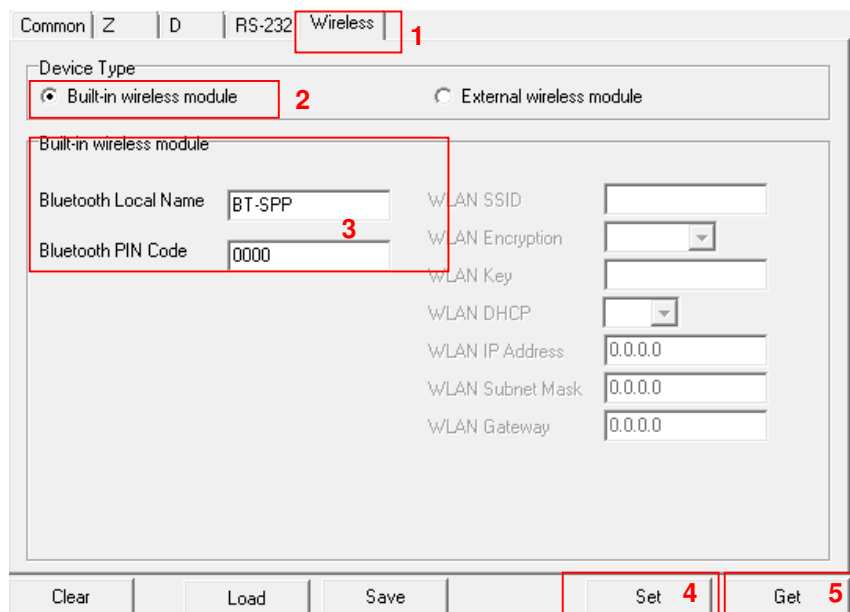 Common Z D RS-232 Wireless 1
Device Type
Built-in wireless module 2 External wireless module
Built-in wireless module
Bluetooth Local Name BT-SPP 3
Bluetooth PIN Code 0000
WLAN SSID
WLAN Encryption
WLAN Key
WLAN DHCP
WLAN IP Address 0.0.0.0
WLAN Subnet Mask 0.0.0.0
WLAN Gateway 0.0.0.0
Clear Load Save Set 4 Get 5